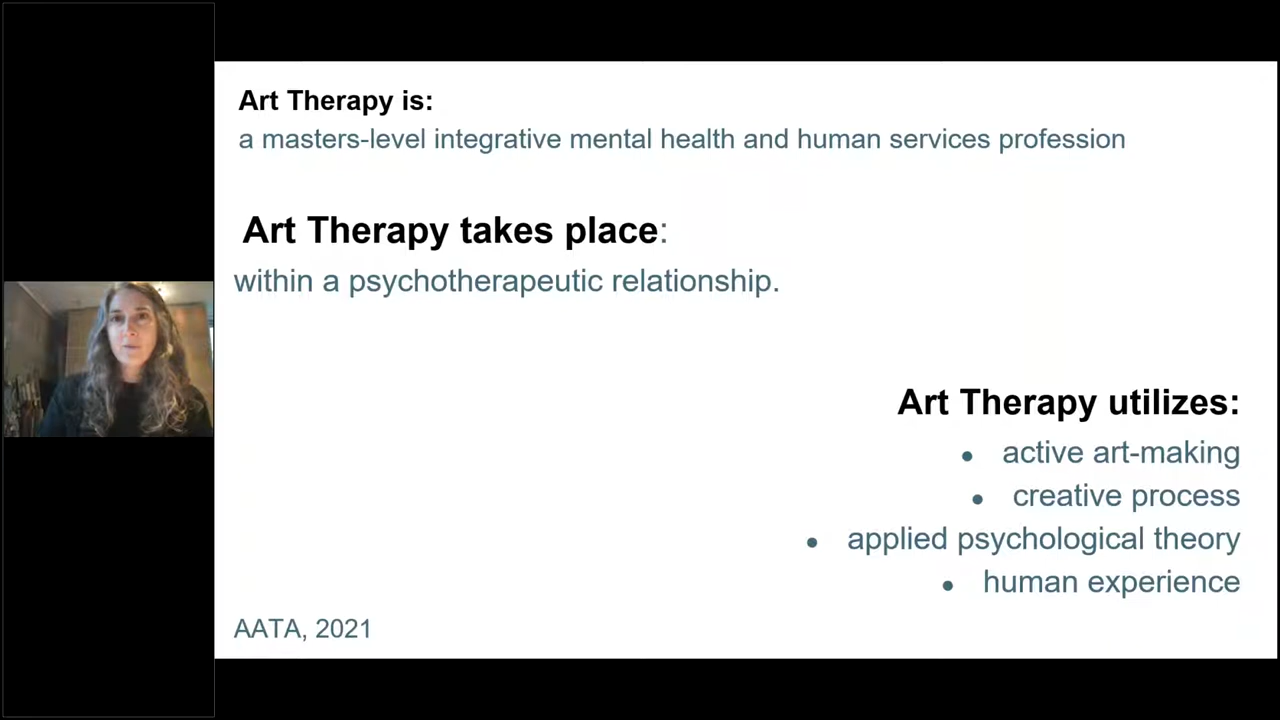 Art Therapy is:
a masters-level integrative mental health and human services profession
Art Therapy takes place:
within a psychotherapeutic relationship.
Art Therapy utilizes:
● active art-making
● creative process
● applied psychological theory
● human experience
AATA, 2021